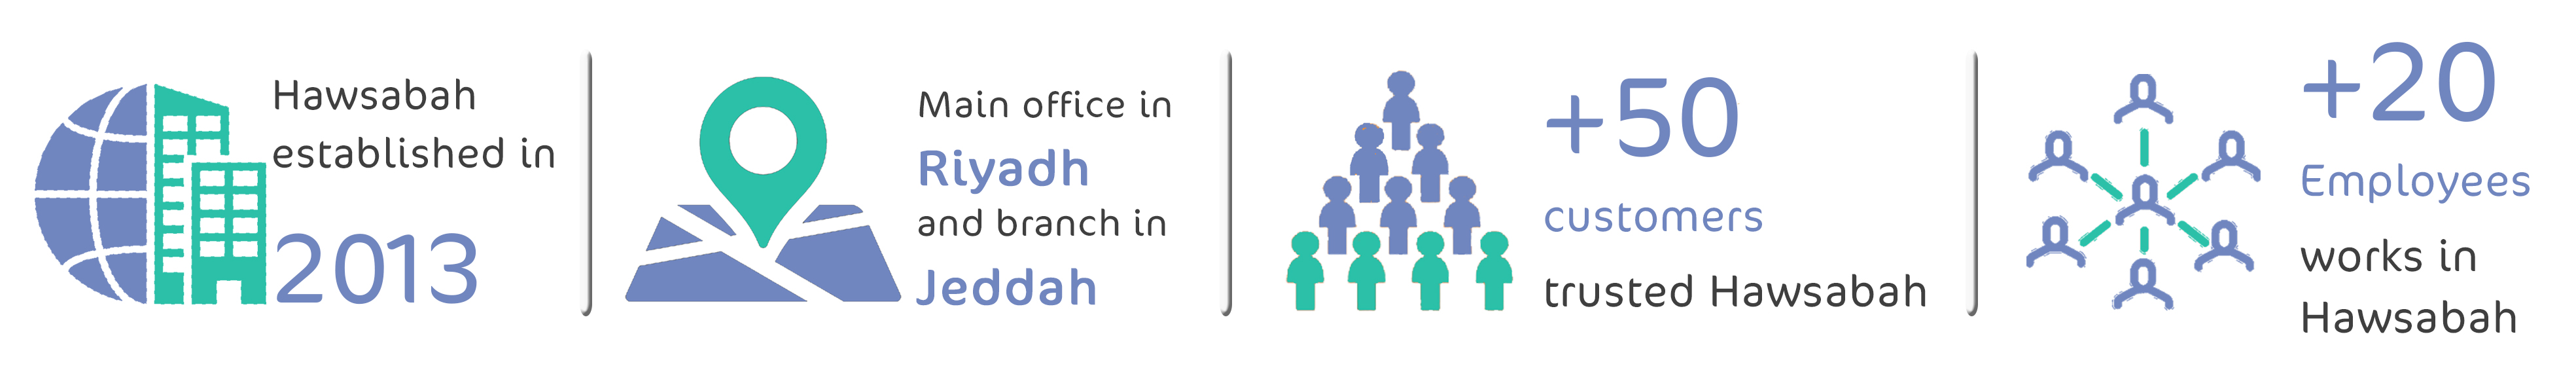 Hawsabah
established in
2013
Main office in
Riyadh
and branch in
Jeddah
+50
customers
trusted Hawsabah
+20
Employees
works in
Hawsabah